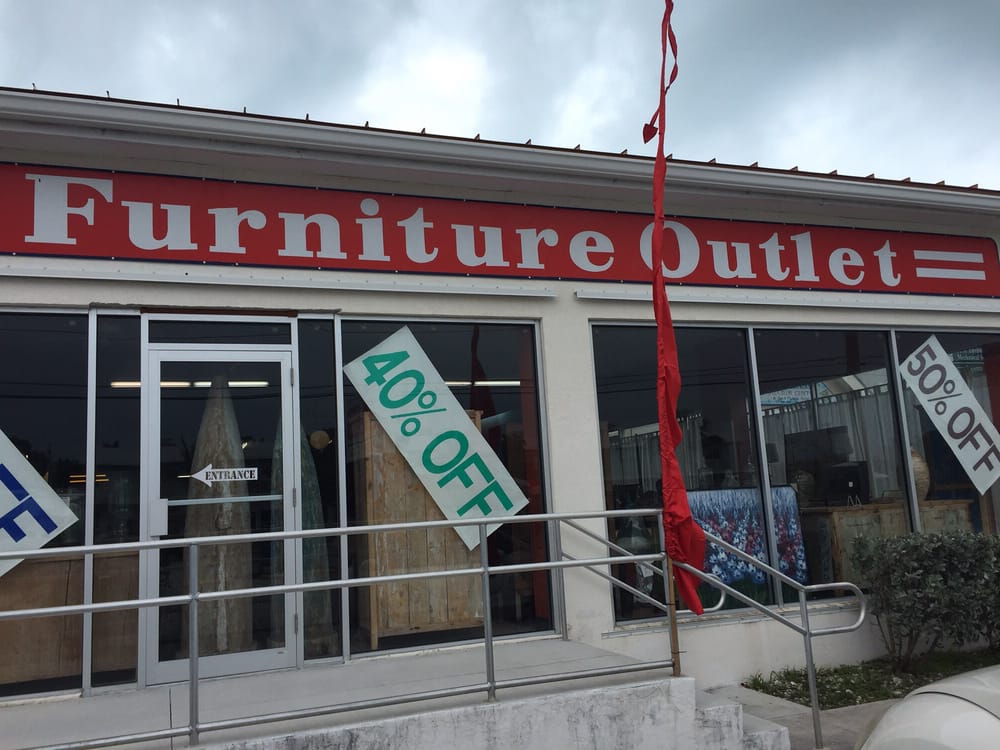 Furniture Outlet
40% OFF
50% OFF
ENTRANCE